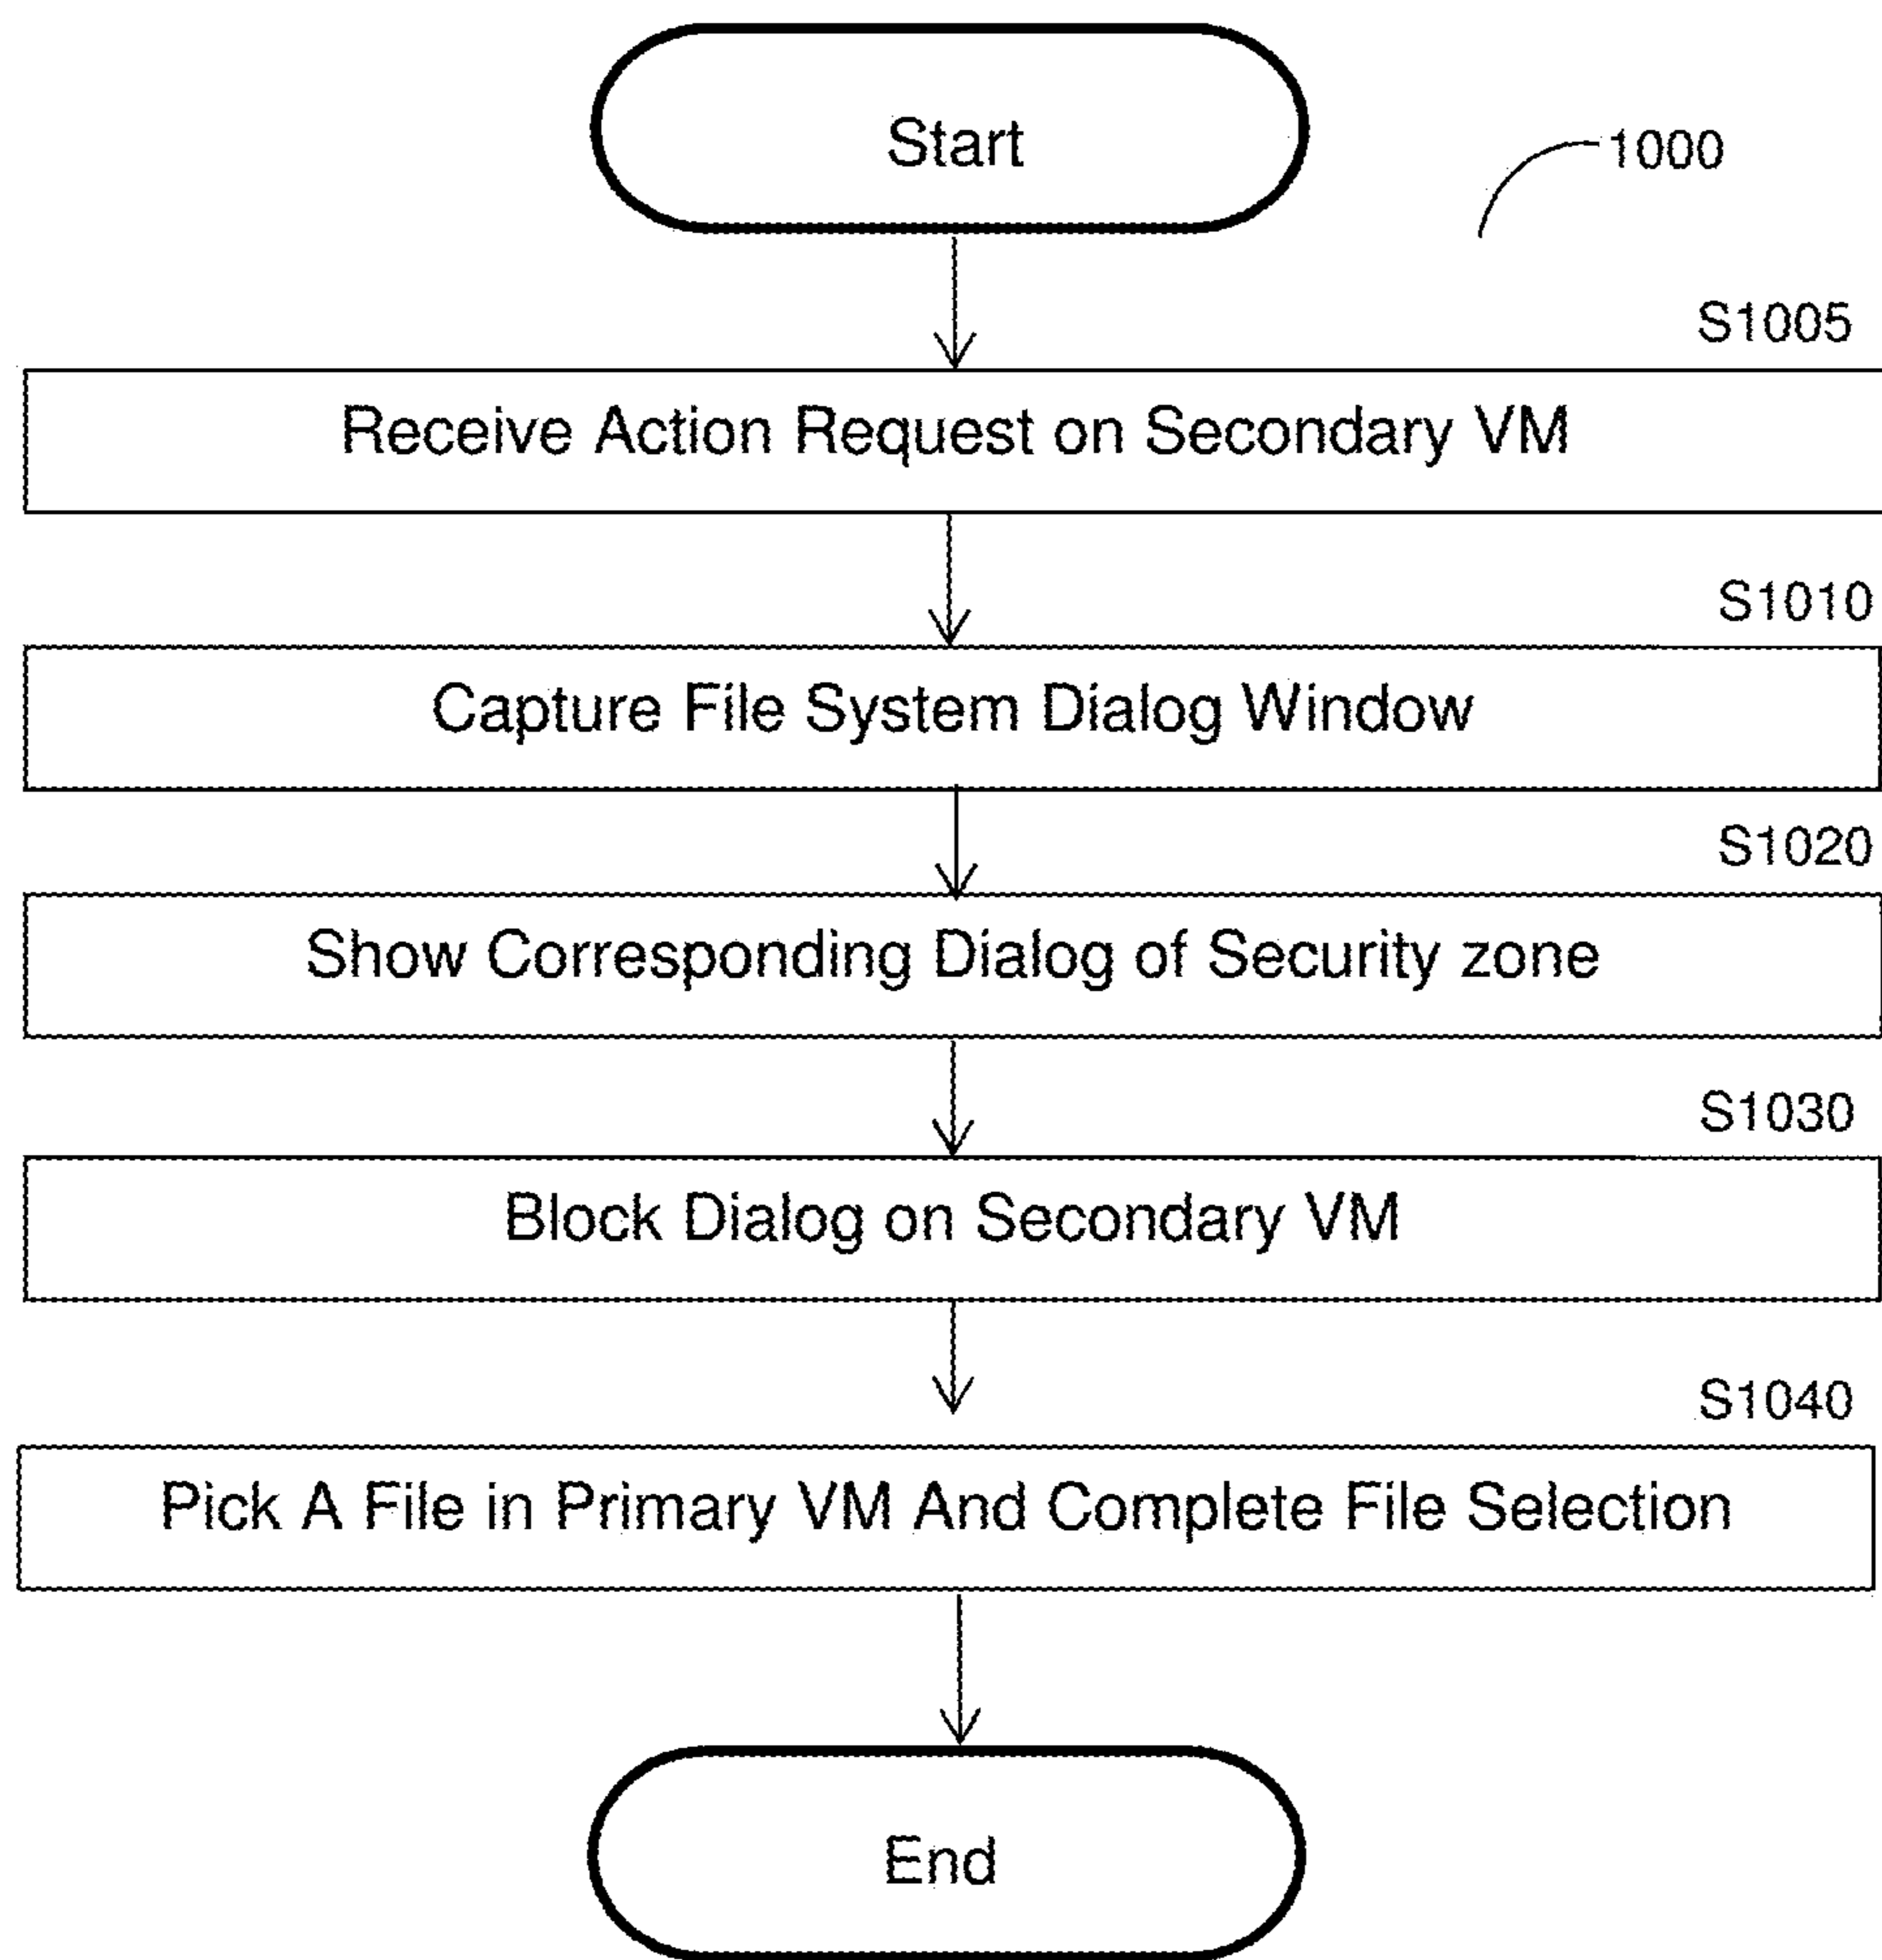 Start
1000
S1005
Receive Action Request on Secondary VM
S1010
Capture File System Dialog Window
S1020
Show Corresponding Dialog of Security zone
S1030
Block Dialog on Secondary VM
S1040
Pick A File in Primary VM And Complete File Selection
End